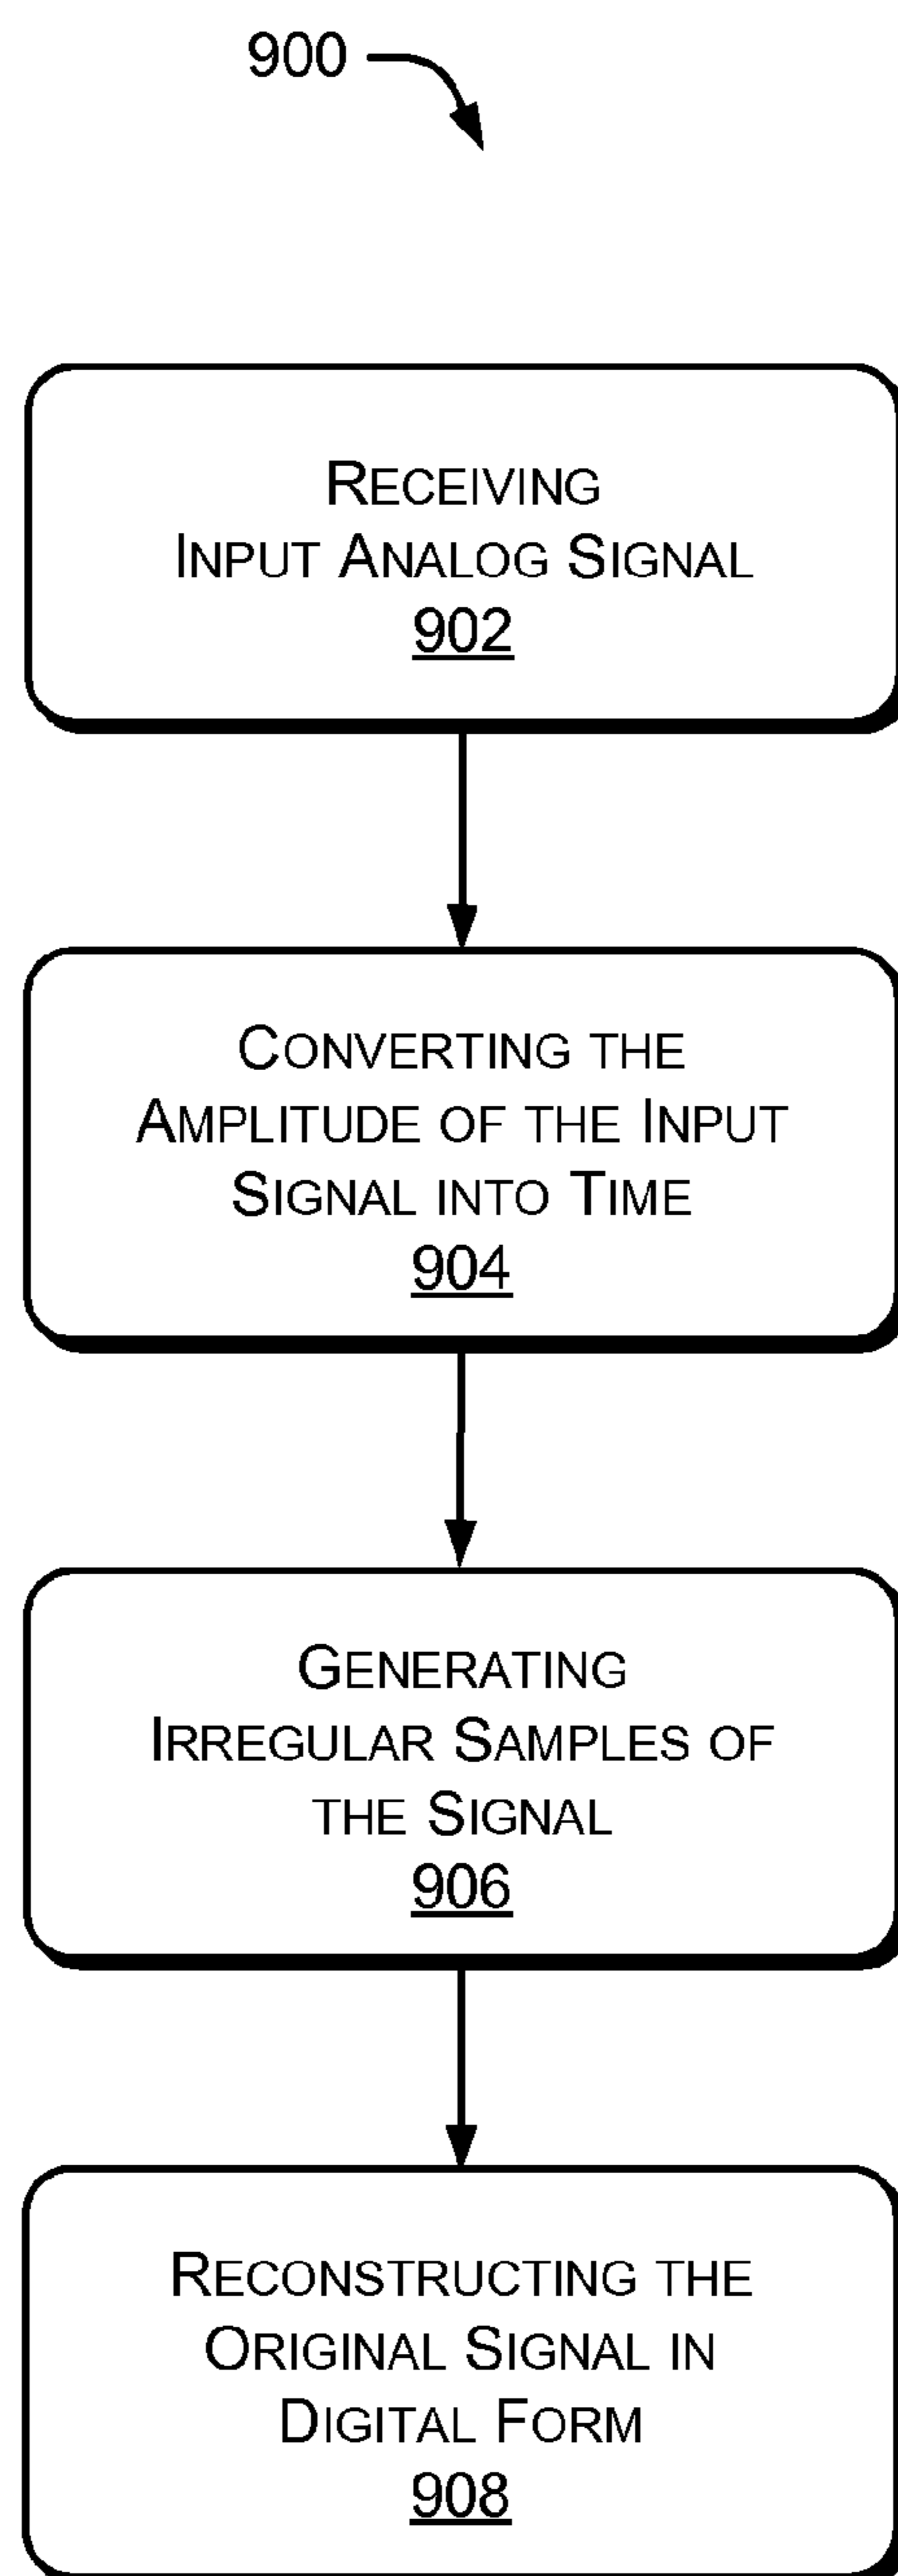 900
RECEIVING
INPUT ANALOG SIGNAL
902
CONVERTING THE
AMPLITUDE OF THE INPUT
SIGNAL INTO TIME
904
GENERATING
IRREGULAR SAMPLES OF
THE SIGNAL
906
RECONSTRUCTING THE
ORIGINAL SIGNAL IN
DIGITAL FORM
908